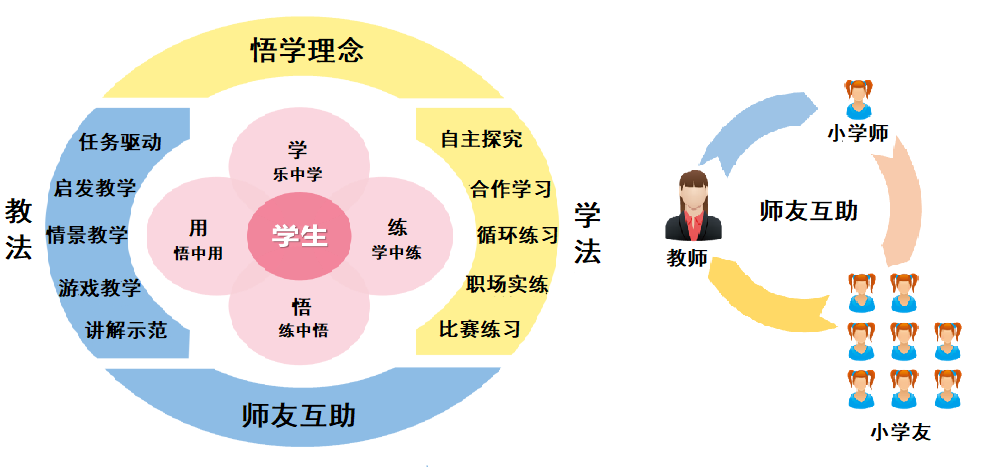 悟学理念
教法
任务驱动
启发教学
情景教学
游戏教学
讲解示范
学
乐中学
用
悟中用
学生
练
学中练
悟
练中悟
自主探究
合作学习
循环练习
职场实练
比赛练习
学法
师友互助
小学师
师友互助
教师
小学友